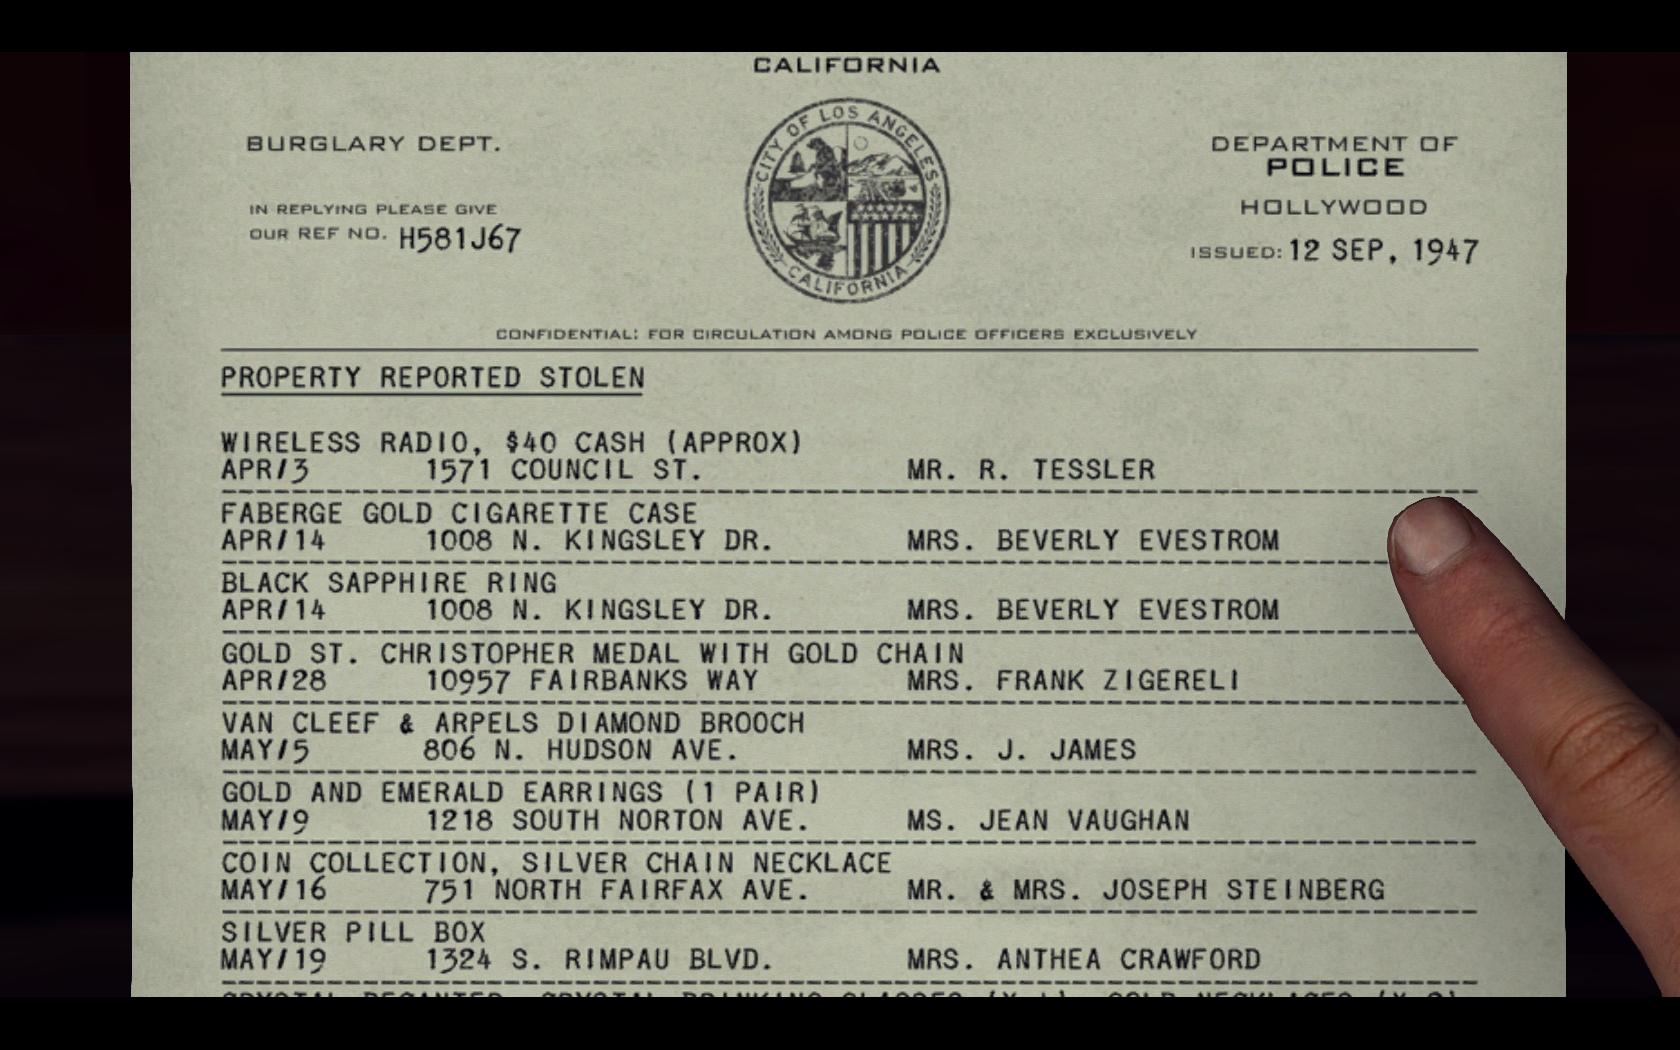 CALIFORNIA
BURGLARY DEPT.
IN REPLYING PLEASE GIVE
OUR REF NO. H581J67
CITY OF LOS ANGELES
CALIFORNIA
DEPARTMENT OF
POLICE
HOLLYWOOD
ISSUED: 12 SEP, 1947
CONFIDENTIAL: FOR CIRCULATION AMONG POLICE OFFICERS EXCLUSIVELY
PROPERTY REPORTED STOLEN
WIRELESS RADIO, $40 CASH (APPROX)
APR/3 1571 COUNCIL ST. MR. R. TESSLER
FABERGE GOLD CIGARETTE CASE
APR/14 1008 N. KINGSLEY DR. MRS. BEVERLY EVESTROM
BLACK SAPPHIRE RING
APR/14 1008 N. KINGSLEY DR. MRS. BEVERLY EVESTROM
GOLD ST. CHRISTOPHER MEDAL WITH GOLD CHAIN
APR/28 10957 FAIRBANKS WAY MRS. FRANK ZIGERELI
VAN CLEEF & ARPELS DIAMOND BROOCH
MAY/5 806 N. HUDSON AVE. MRS. J. JAMES
GOLD AND EMERALD EARRINGS (1 PAIR)
MAY/9 1218 SOUTH NORTON AVE. MS. JEAN VAUGHAN
COIN COLLECTION, SILVER CHAIN NECKLACE
MAY/16 751 NORTH FAIRFAX AVE. MR. & MRS. JOSEPH STEINBERG
SILVER PILL BOX
MAY/19 1324 S. RIMPAU BLVD. MRS. ANTHEA CRAWFORD